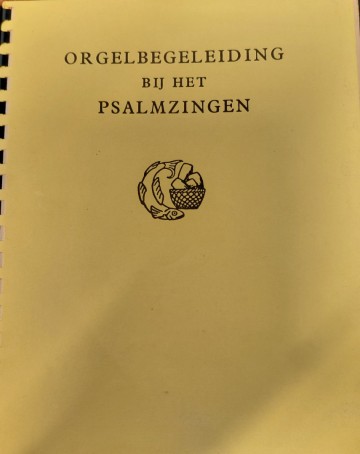 ORGELBEGELEIDING
BIJ HET
PSALMZINGEN